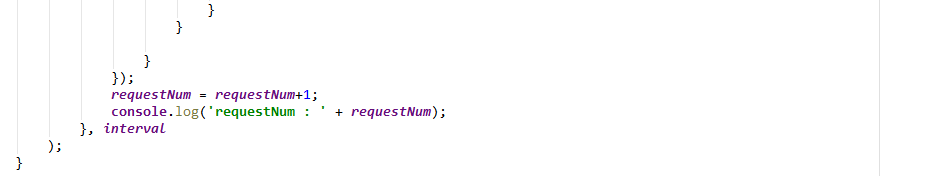 }
}
}
});
requestNum = requestNum+1;
console.log('requestNum : ' + requestNum);
}, interval
);
}